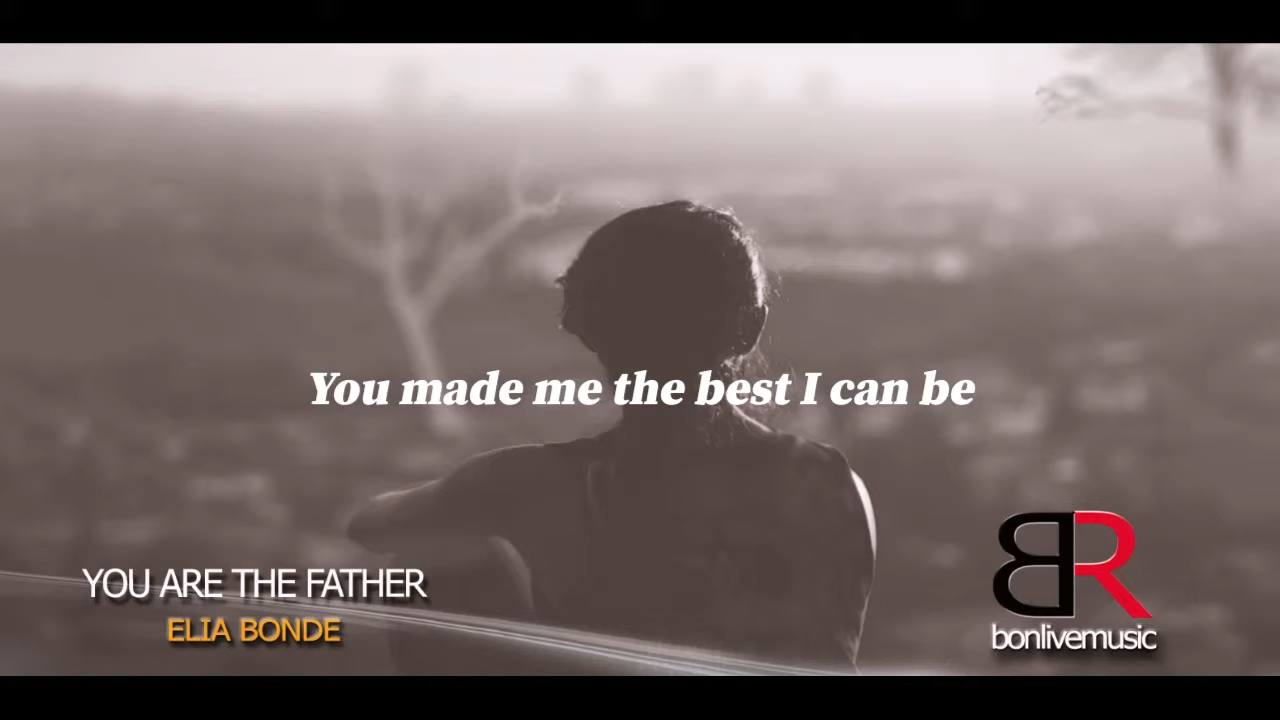 You made me the best I can be
YOU ARE THE FATHER
ELIA BONDE
BR
bonlivemusic